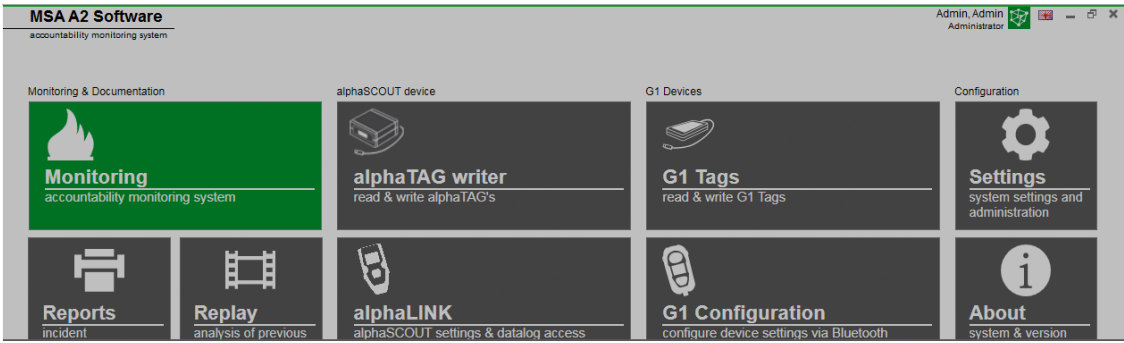 MSA A2 Software
accountability monitoring system
Admin, Admin
Administrator
Monitoring & Documentation
alphaSCOUT device
G1 Devices
Configuration
Monitoring
accountability monitoring system
alphaTAG writer
read & write alphaTAG's
G1 Tags
read & write G1 Tags
Settings
system settings and
administration
Reports
incident
Replay
analysis of previous
alphaLINK
alphaSCOUT settings & datalog access
G1 Configuration
configure device settings via Bluetooth
About
system & version